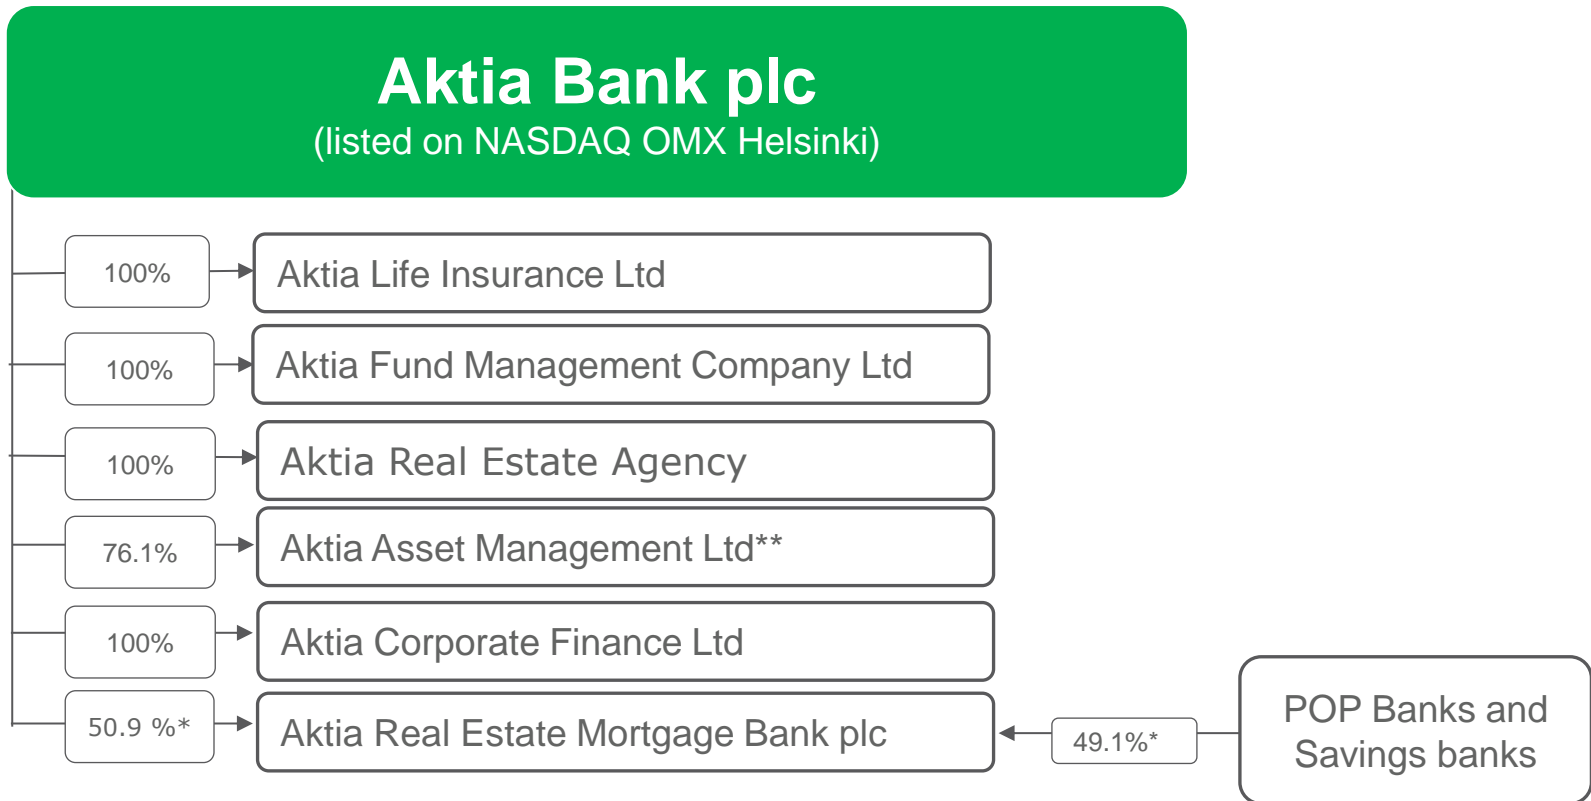 Aktia Bank plc
(listed on NASDAQ OMX Helsinki)
100%
Aktia Life Insurance Ltd
100%
Aktia Fund Management Company Ltd
100%
Aktia Real Estate Agency
76.1%
Aktia Asset Management Ltd**
100%
Aktia Corporate Finance Ltd
50.9 %*
Aktia Real Estate Mortgage Bank plc
49.1%*
POP Banks and
Savings banks